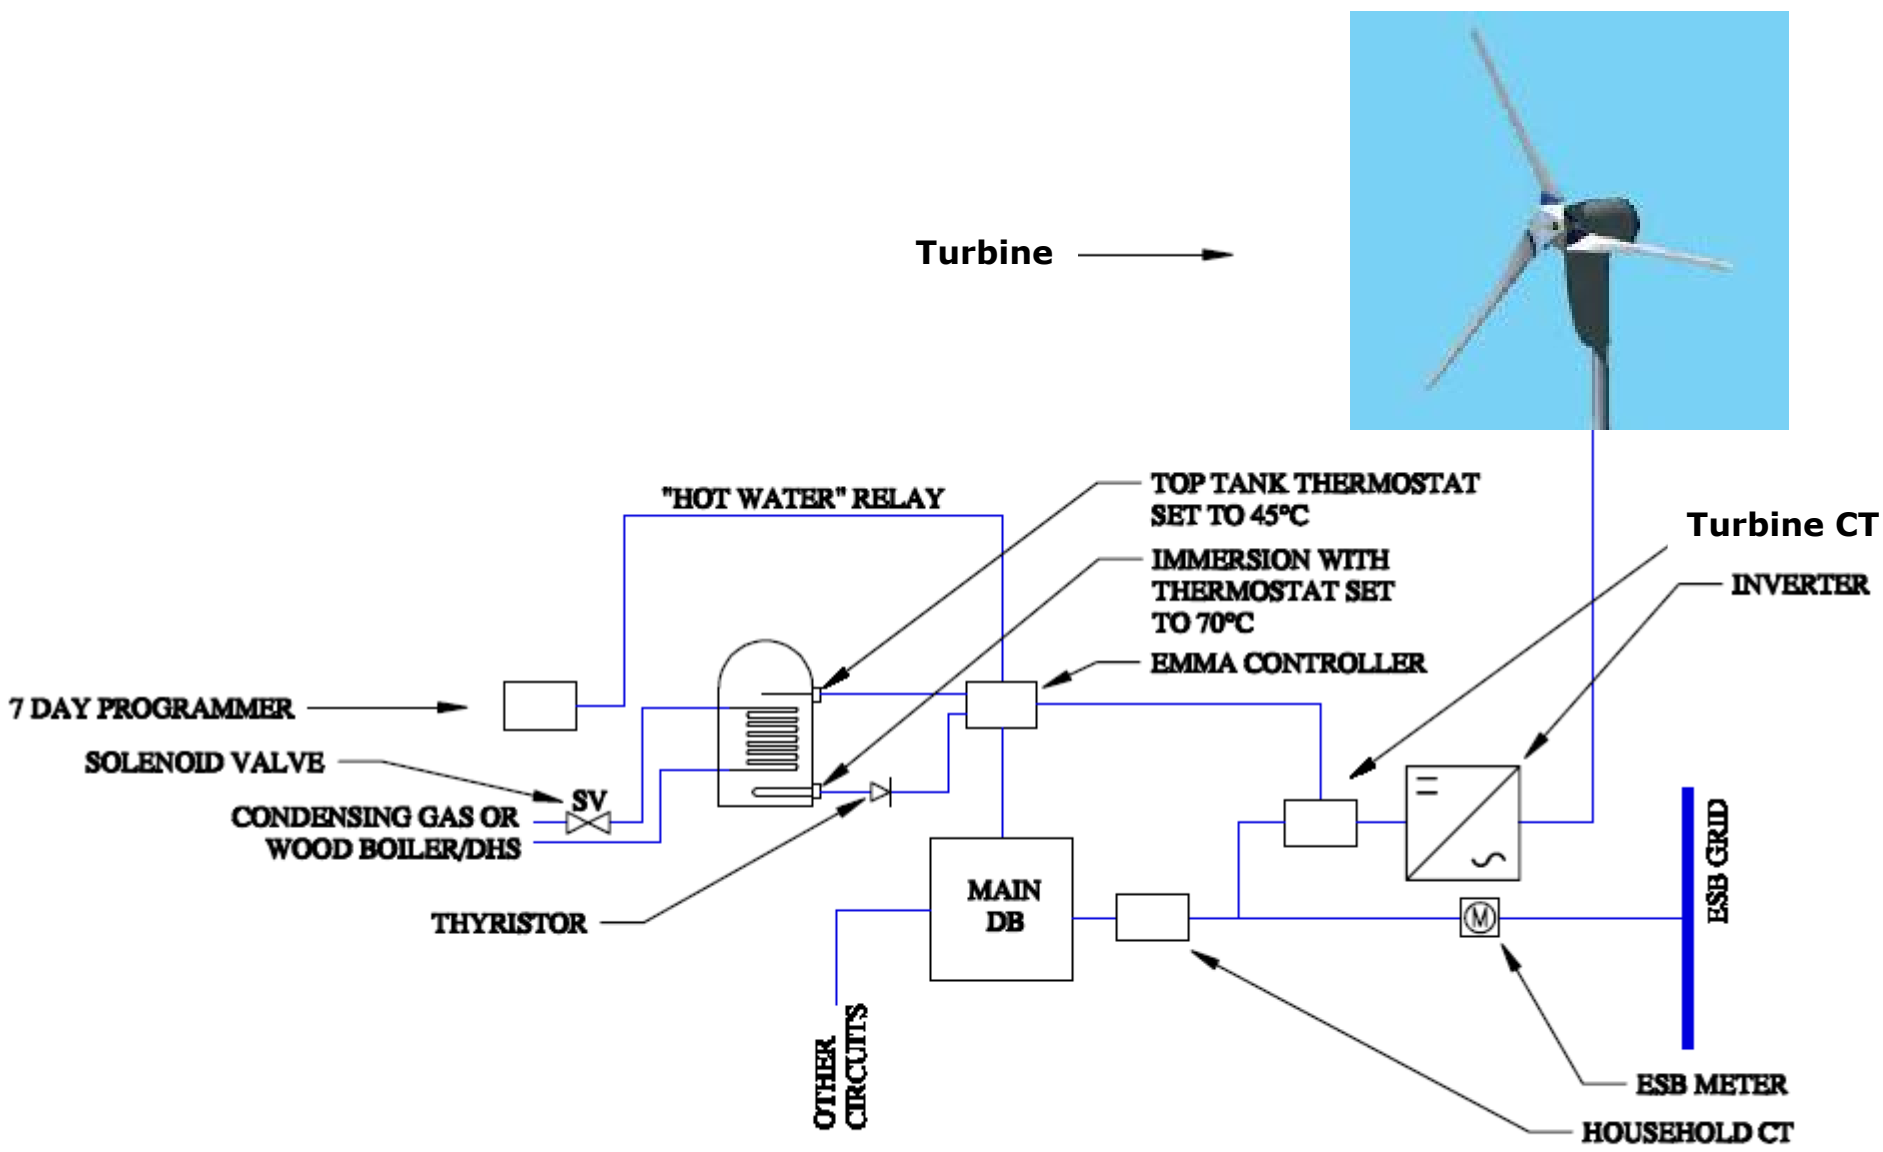 Turbine
"HOT WATER" RELAY
TOP TANK THERMOSTAT
SET TO 45°C
Turbine CT
IMMERSION WITH
THERMOSTAT SET
TO 70°C
INVERTER
EMMA CONTROLLER
7 DAY PROGRAMMER
SOLENOID VALVE
SV
CONDENSING GAS OR
WOOD BOILER/DHS
THYRISTOR
MAIN
DB
M
ESB GRID
OTHER
CIRCUITS
ESB METER
HOUSEHOLD CT